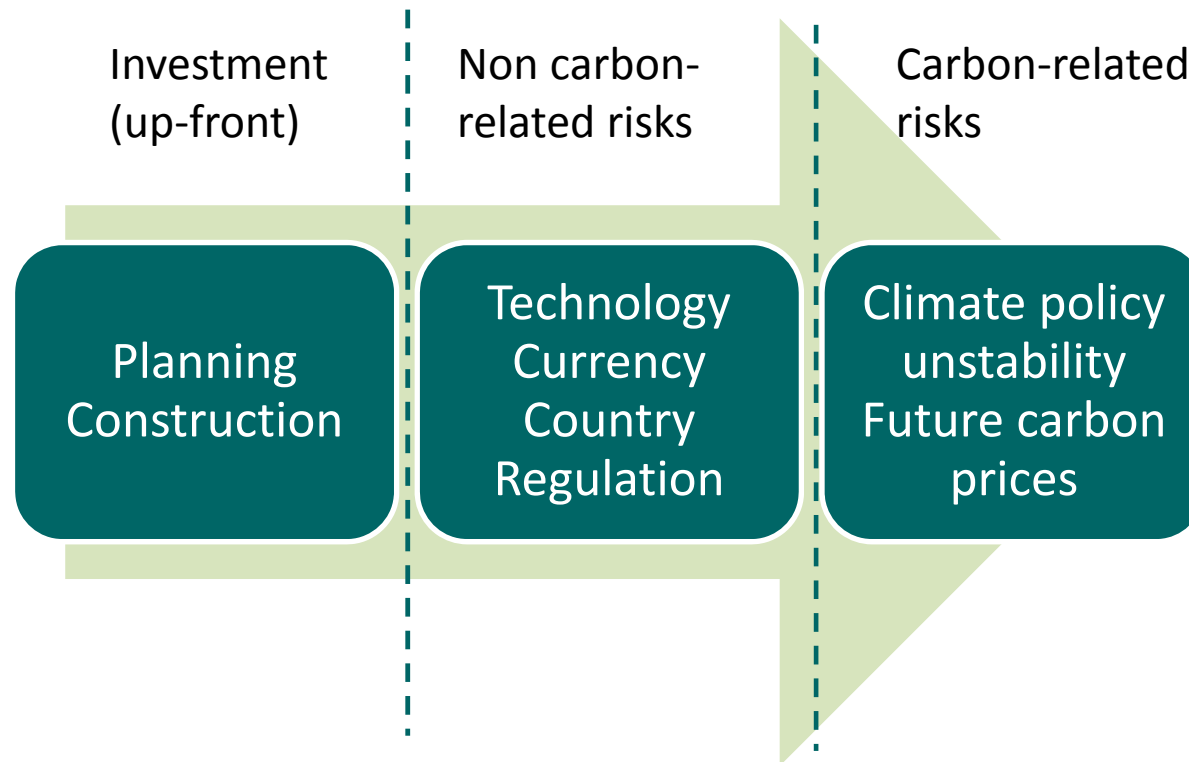 Investment
(up-front)
Non carbon-
related risks
Carbon-related
risks
Planning
Construction
Technology
Currency
Country
Regulation
Climate policy
unstability
Future carbon
prices